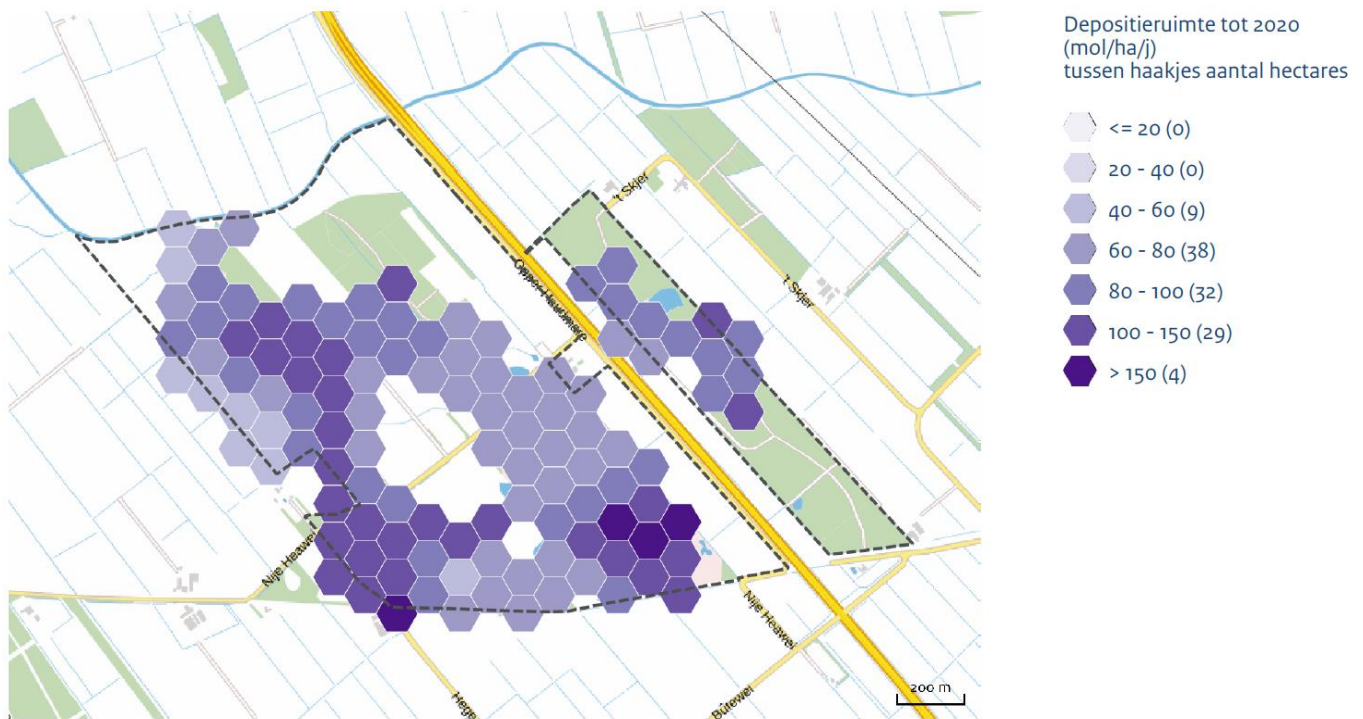 Depositieruimte tot 2020
(mol/ha/j)
tussen haakjes aantal hectares
<= 20 (0)
20 - 40 (0)
40 - 60 (9)
60 - 80 (38)
80 - 100 (32)
100 - 150 (29)
> 150 (4)
't Skjer
't Skjer
Nije Heawei
Nije Heawei
Hege
Bûtewei
200 m